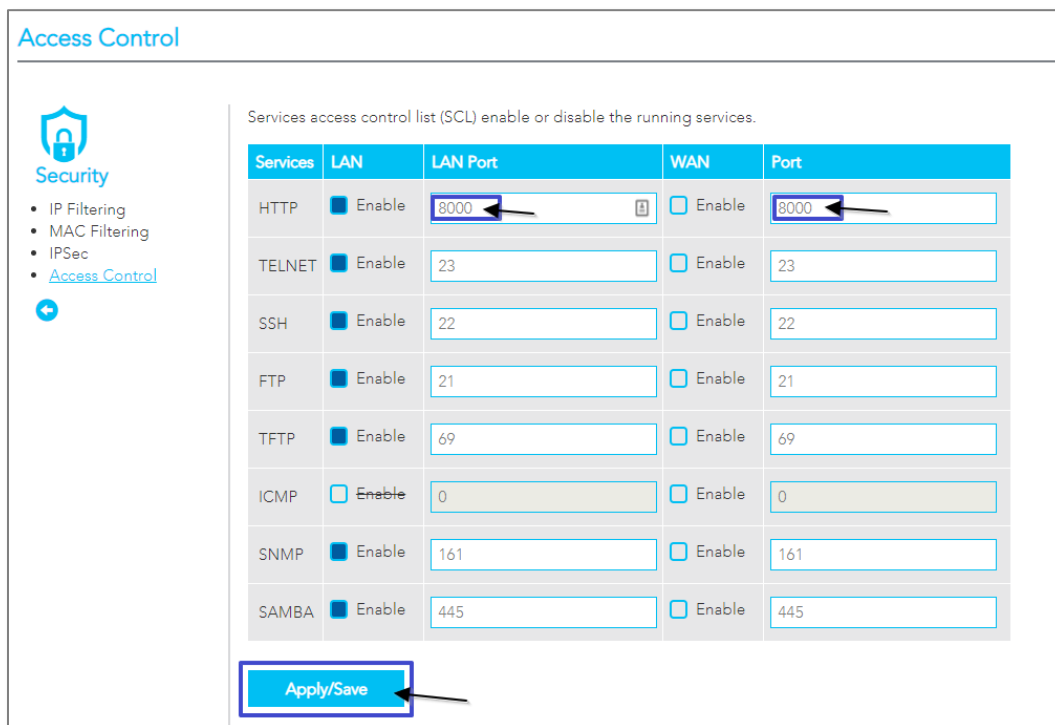 Access Control
Security
• IP Filtering
• MAC Filtering
• IPSec
• Access Control
Services access control list (SCL) enable or disable the running services.
Services LAN LAN Port WAN Port
HTTP Enable 8000 Enable 8000
TELNET Enable 23 Enable 23
SSH Enable 22 Enable 22
FTP Enable 21 Enable 21
TFTP Enable 69 Enable 69
ICMP Enable 0 Enable 0
SNMP Enable 161 Enable 161
SAMBA Enable 445 Enable 445
Apply/Save